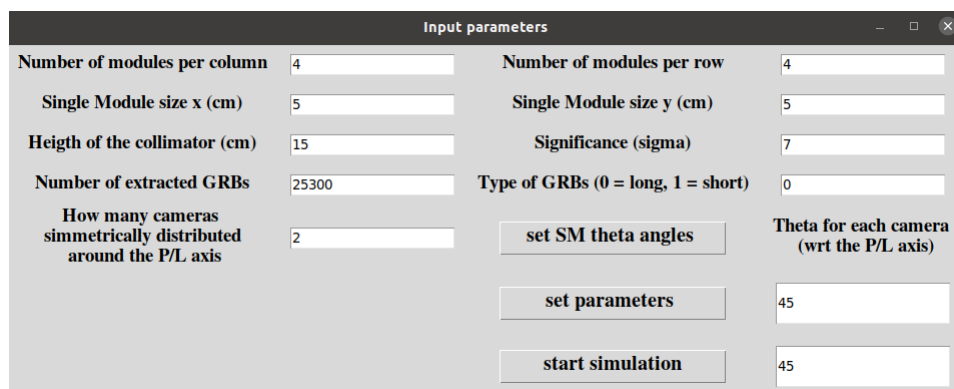 Input parameters
Number of modules per column
4
Number of modules per row
4
Single Module size x (cm)
5
Single Module size y (cm)
5
Heigth of the collimator (cm)
15
Significance (sigma)
7
Number of extracted GRBs
25300
Type of GRBs (0 = long, 1 = short)
0
How many cameras
simmetrically distributed
around the P/L axis
2
set SM theta angles
Theta for each camera
(wrt the P/L axis)
set parameters
45
start simulation
45